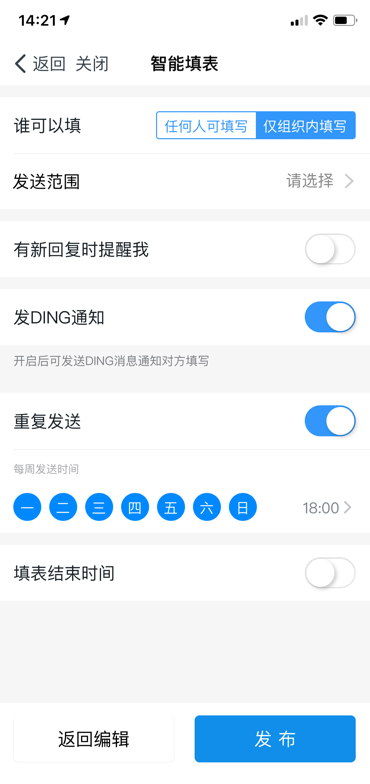 14:21
返回 关闭 智能填表
谁可以填 任何人可填写 仅组织内填写
发送范围 请选择
有新回复时提醒我
发DING通知
开启后可发送DING消息通知对方填写
重复发送
每周发送时间
一 二 三 四 五 六 日 18:00
填表结束时间
返回编辑 发布